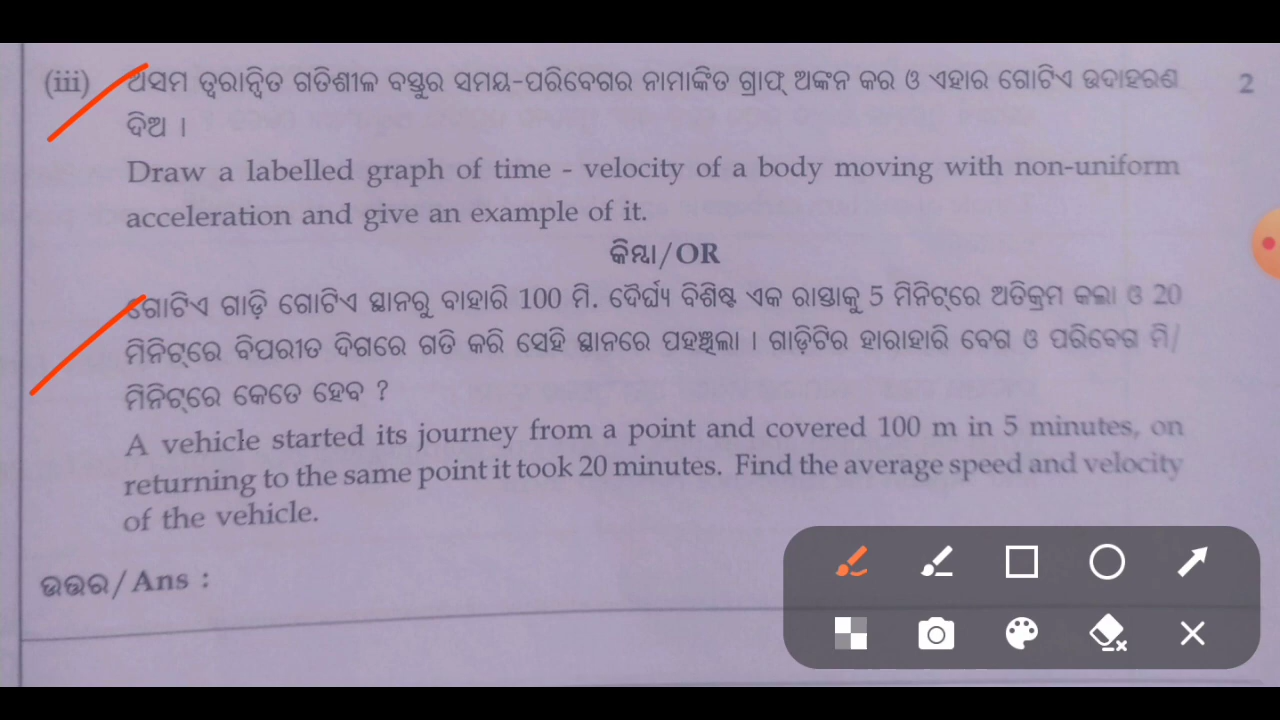 (iii) ଅସମ ତ୍ୱରାନ୍ୱିତ ଗତିଶୀଳ ବସ୍ତୁର ସମୟ-ପରିବେଗର ନାମାଙ୍କିତ ଗ୍ରାଫ୍ ଅଙ୍କନ କର ଓ ଏହାର ଗୋଟିଏ ଉଦାହରଣ 2
ଦିଅ ।
Draw a labelled graph of time - velocity of a body moving with non-uniform
acceleration and give an example of it.
କିମ୍ବା/OR
ଗୋଟିଏ ଗାଡ଼ି ଗୋଟିଏ ସ୍ଥାନରୁ ବାହାରି 100 ମି. ଦୈର୍ଘ୍ୟ ବିଶିଷ୍ଟ ଏକ ରାସ୍ତାକୁ 5 ମିନିଟ୍‌ରେ ଅତିକ୍ରମ କଲା ଓ 20
ମିନିଟ୍‌ରେ ବିପରୀତ ଦିଗରେ ଗତି କରି ସେହି ସ୍ଥାନରେ ପହଞ୍ଚିଲା । ଗାଡ଼ିଟିର ହାରାହାରି ବେଗ ଓ ପରିବେଗ ମି/
ମିନିଟ୍‌ରେ କେତେ ହେବ ?
A vehicle started its journey from a point and covered 100 m in 5 minutes, on
returning to the same point it took 20 minutes. Find the average speed and velocity
of the vehicle.
ଉତ୍ତର/Ans :